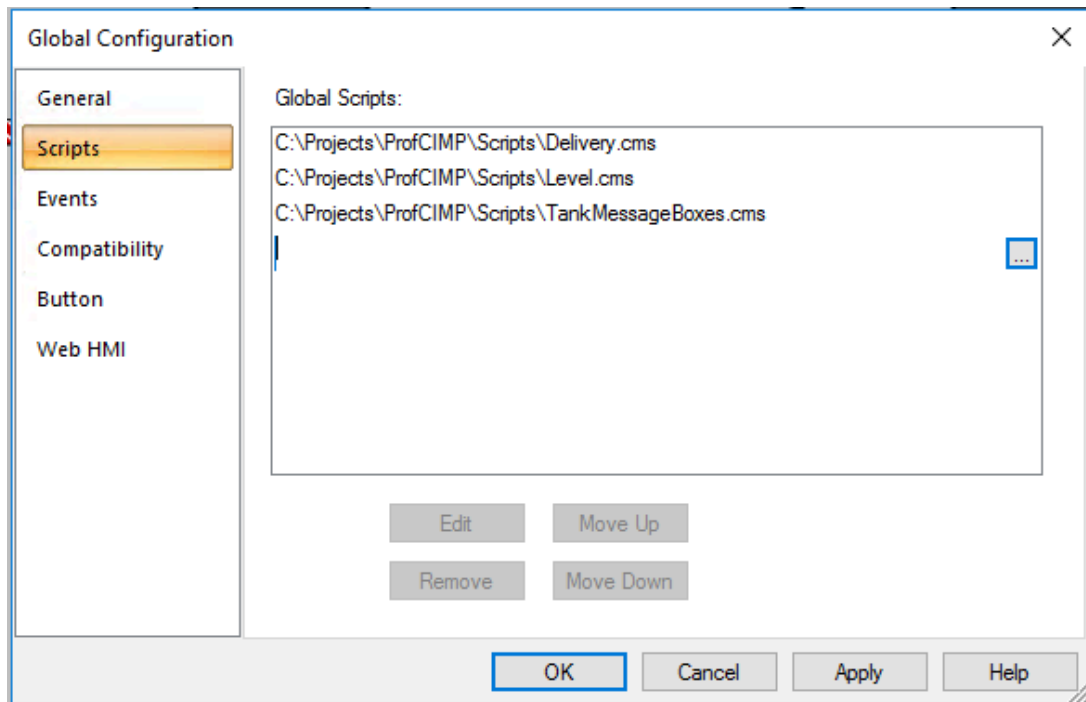 Global Configuration
General
Scripts
Events
Compatibility
Button
Web HMI
Global Scripts:
C:\Projects\ProfCIMP\Scripts\Delivery.cms
C:\Projects\ProfCIMP\Scripts\Level.cms
C:\Projects\ProfCIMP\Scripts\TankMessageBoxes.cms
...
Edit Move Up
Remove Move Down
OK Cancel Apply Help